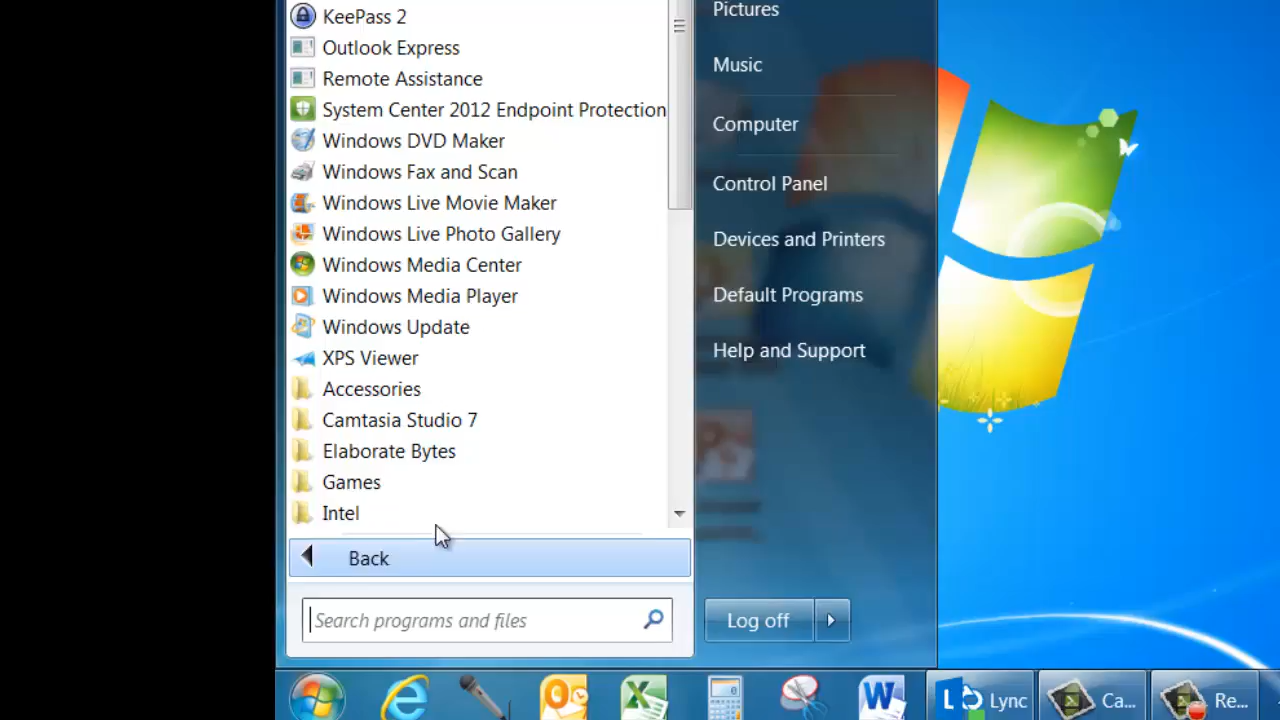 KeePass 2
Outlook Express
Remote Assistance
System Center 2012 Endpoint Protection
Windows DVD Maker
Windows Fax and Scan
Windows Live Movie Maker
Windows Live Photo Gallery
Windows Media Center
Windows Media Player
Windows Update
XPS Viewer
Accessories
Camtasia Studio 7
Elaborate Bytes
Games
Intel
Back
Search programs and files
Pictures
Music
Computer
Control Panel
Devices and Printers
Default Programs
Help and Support
Log off
Lync
Ca...
Re...